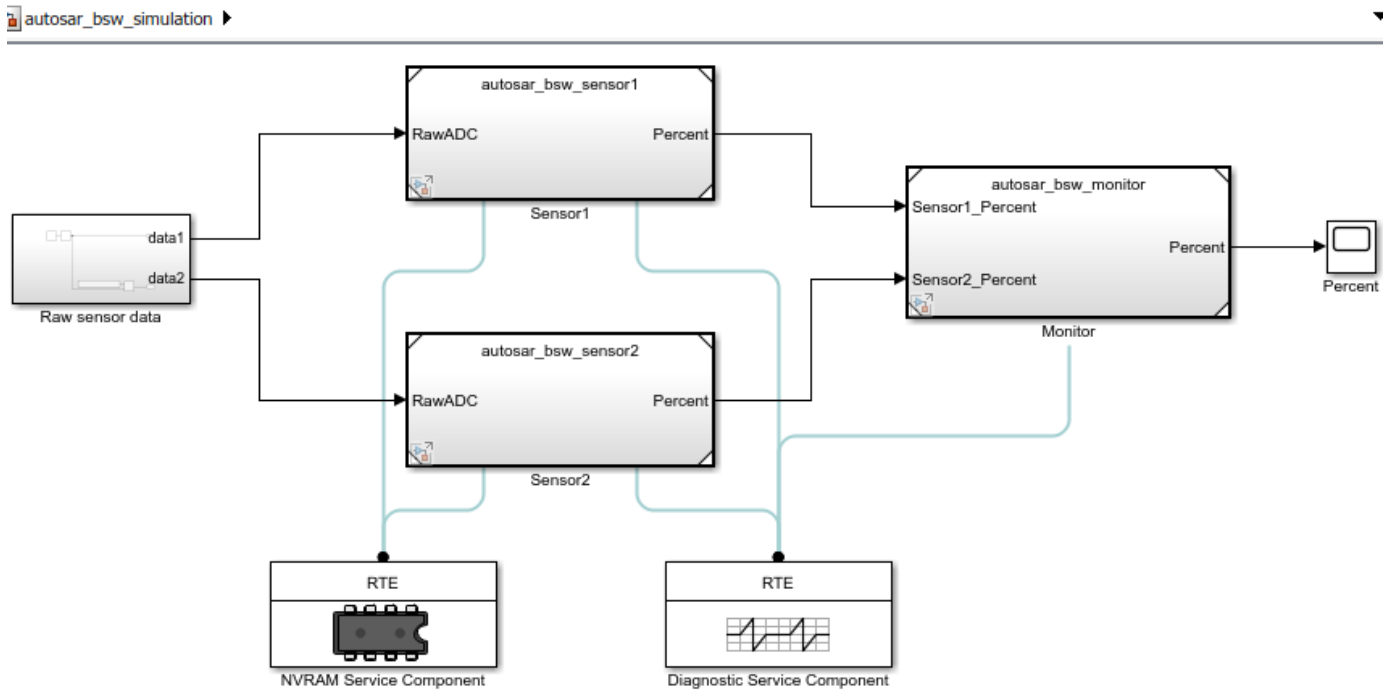 autosar_bsw_simulation
autosar_bsw_sensor1
RawADC
Percent
Sensor1
data1
data2
Raw sensor data
autosar_bsw_monitor
Sensor1_Percent
Percent
Sensor2_Percent
Monitor
Percent
autosar_bsw_sensor2
RawADC
Percent
Sensor2
RTE
NVRAM Service Component
RTE
Diagnostic Service Component